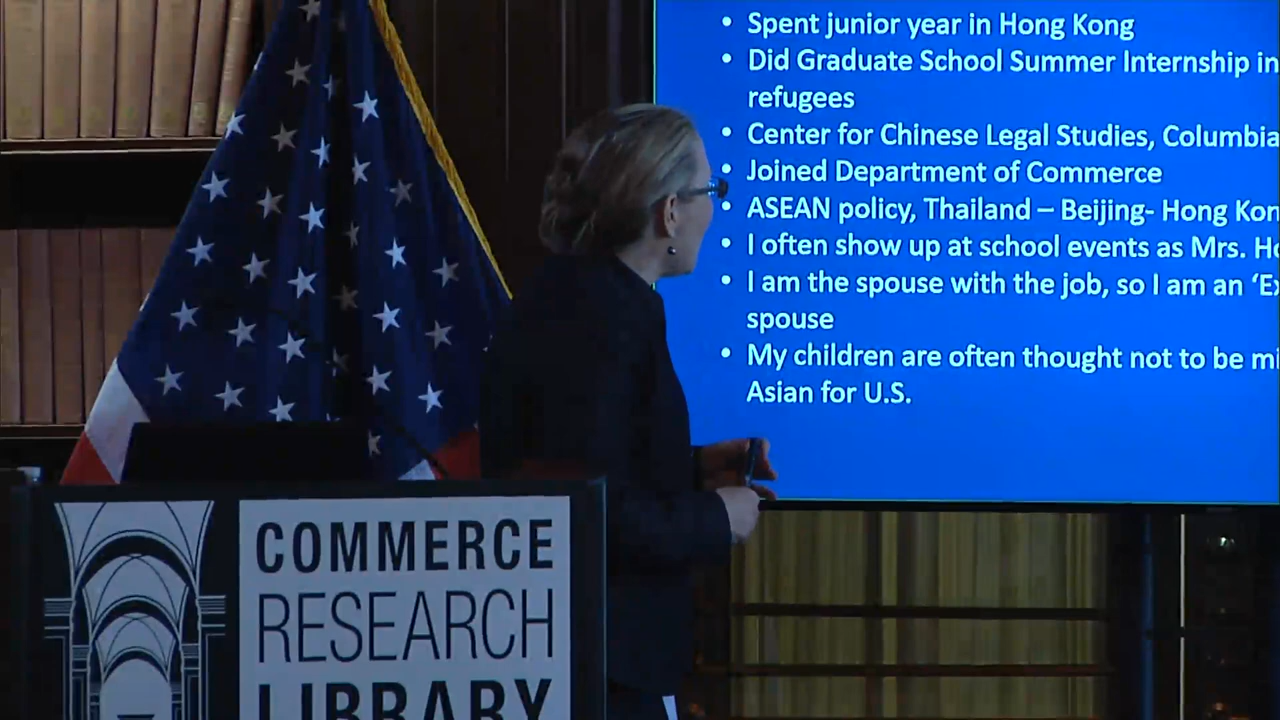 • Spent junior year in Hong Kong
• Did Graduate School Summer Internship in
refugees
• Center for Chinese Legal Studies, Columbia
• Joined Department of Commerce
• ASEAN policy, Thailand – Beijing- Hong Kon
• I often show up at school events as Mrs. H
• I am the spouse with the job, so I am an ‘Ex
spouse
• My children are often thought not to be mi
Asian for U.S.
COMMERCE
RESEARCH
LIBRARY